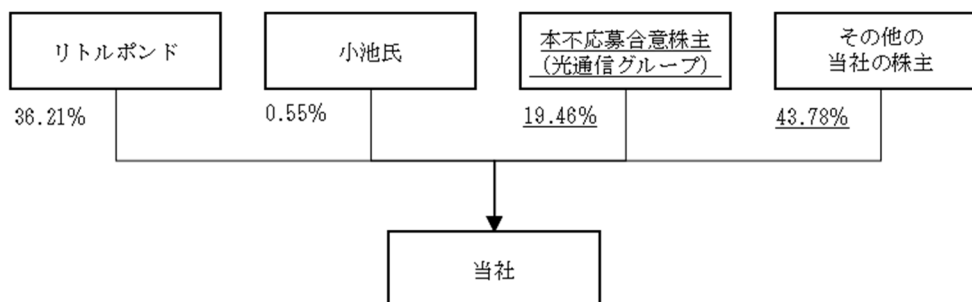 リトルポンド
小池氏
本不応募合意株主
(光通信グループ)
その他の
当社の株主
36.21%
0.55%
19.46%
43.78%
当社